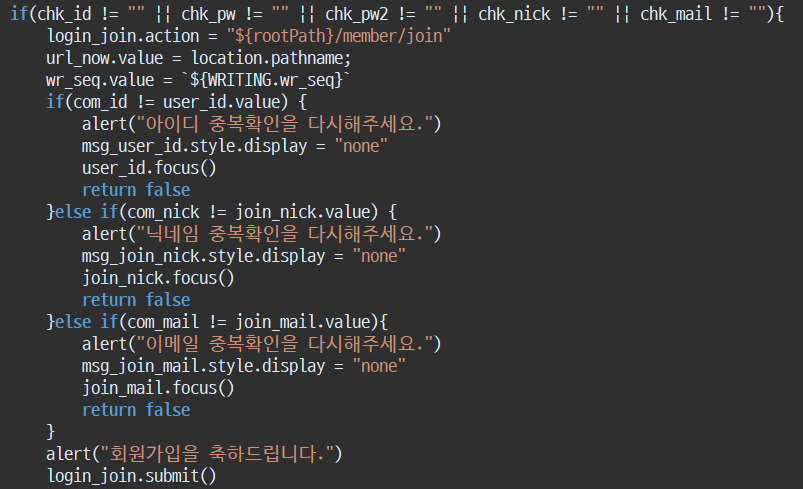 if(chk_id != "" || chk_pw != "" || chk_pw2 != "" || chk_nick != "" || chk_mail != ""){
login_join.action = "${rootPath}/member/join"
url_now.value = location.pathname;
wr_seq.value = `${WRITING.wr_seq}`
if(com_id != user_id.value) {
alert("아이디 중복확인을 다시해주세요.")
msg_user_id.style.display = "none"
user_id.focus()
return false
}else if(com_nick != join_nick.value) {
alert("닉네임 중복확인을 다시해주세요.")
msg_join_nick.style.display = "none"
join_nick.focus()
return false
}else if(com_mail != join_mail.value){
alert("이메일 중복확인을 다시해주세요.")
msg_join_mail.style.display = "none"
join_mail.focus()
return false
}
alert("회원가입을 축하드립니다.")
login_join.submit()